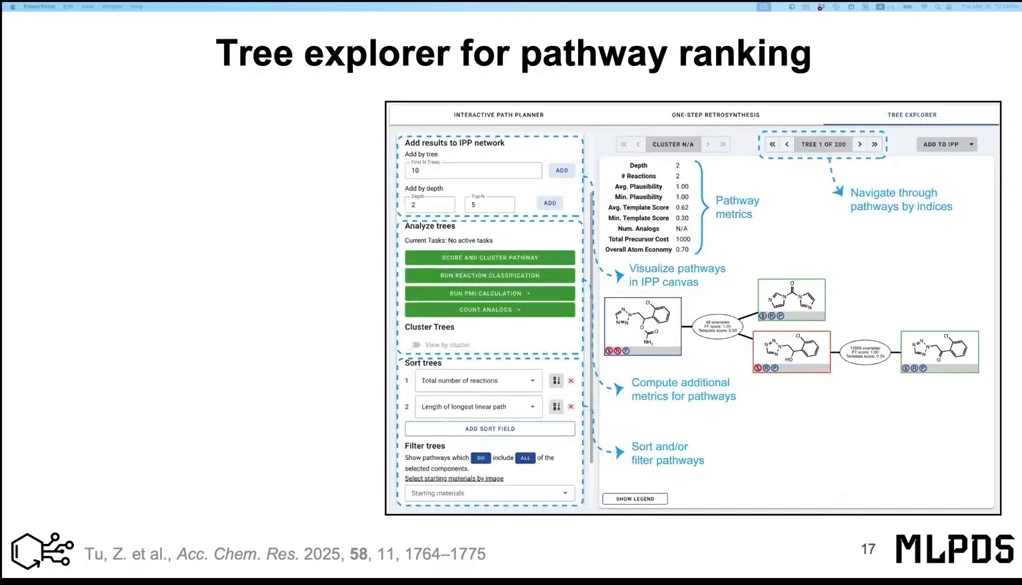 PowerPoint Edit View Window Help
Tree explorer for pathway ranking
INTERACTIVE PATH PLANNER
ONE-STEP RETROSYNTHESIS
TREE EXPLORER
Add results to IPP network
Add by tree
First N Trees
10
ADD
Add by depth
Depth
2
Top-N
5
ADD
Analyze trees
Current Tasks: No active tasks
SCORE AND CLUSTER PATHWAY
RUN REACTION CLASSIFICATION
RUN PMI CALCULATION
COUNT ANALOGS
Cluster Trees
View by cluster
Sort trees
1 Total number of reactions
2 Length of longest linear path
ADD SORT FIELD
Filter trees
Show pathways which DO include ALL of the
selected components.
Select starting materials by image
Starting materials
CLUSTER N/A
TREE 1 OF 200
ADD TO IPP
Depth 2
# Reactions 2
Avg. Plausibility 1.00
Min. Plausibility 1.00
Avg. Template Score 0.62
Min. Template Score 0.30
Num. Analogs N/A
Total Precursor Cost 1000
Overall Atom Economy 0.70
Pathway
metrics
Navigate through
pathways by indices
Visualize pathways
in IPP canvas
Compute additional
metrics for pathways
Sort and/or
filter pathways
SHOW LEGEND
Tu, Z. et al., Acc. Chem. Res. 2025, 58, 11, 1764–1775
17
MLPDS